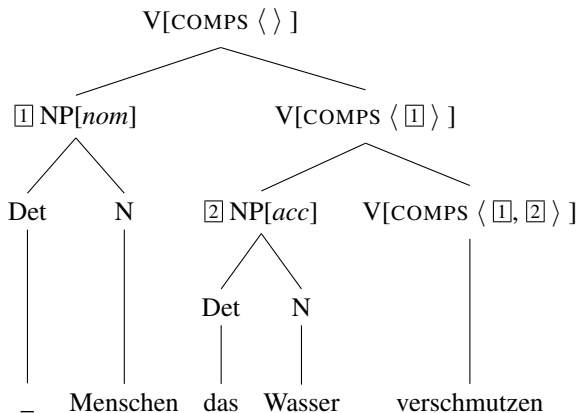 V[COMPS ⟨ ⟩ ]
1 NP[nom] V[COMPS ⟨ 1 ⟩ ]
Det N 2 NP[acc] V[COMPS ⟨ 1, 2 ⟩ ]
Det N
_ Menschen das Wasser verschmutzen